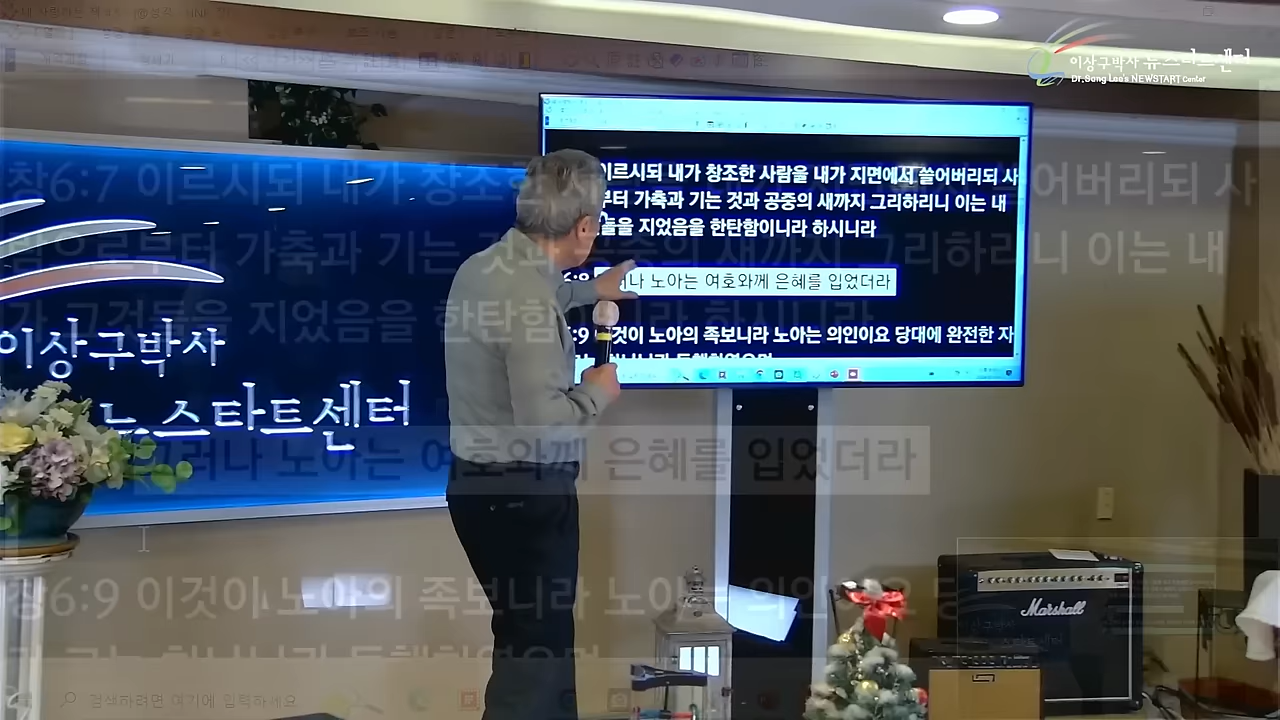 이상구박사 뉴스타트센터
Dr.Sang Lee's NEWSTART Center
이르시되 내가 창조한 사람을 내가 지면에서 쓸어버리되 사
부터 가축과 기는 것과 공중의 새까지 그리하리니 이는 내
들을 지었음을 한탄함이니라 하시니라
6:8 나 노아는 여호와께 은혜를 입었더라
6:9 이것이 노아의 족보니라 노아는 의인이요 당대에 완전한 자
이상구박사
뉴스타트센터
창6:7 이르시되 내가 창조한 사 어버리되 사
람으로부터 가축과 기는 것과 공중의 새까지 그리하리니 이는 내
가 그것들을 지었음을 한탄함이니라 하시니라
그러나 노아는 여호와께 은혜를 입었더라
창6:9 이것이 노아의 족보니라 노아는 의인이요 당
검색하려면 여기에 입력하세요
Marshall